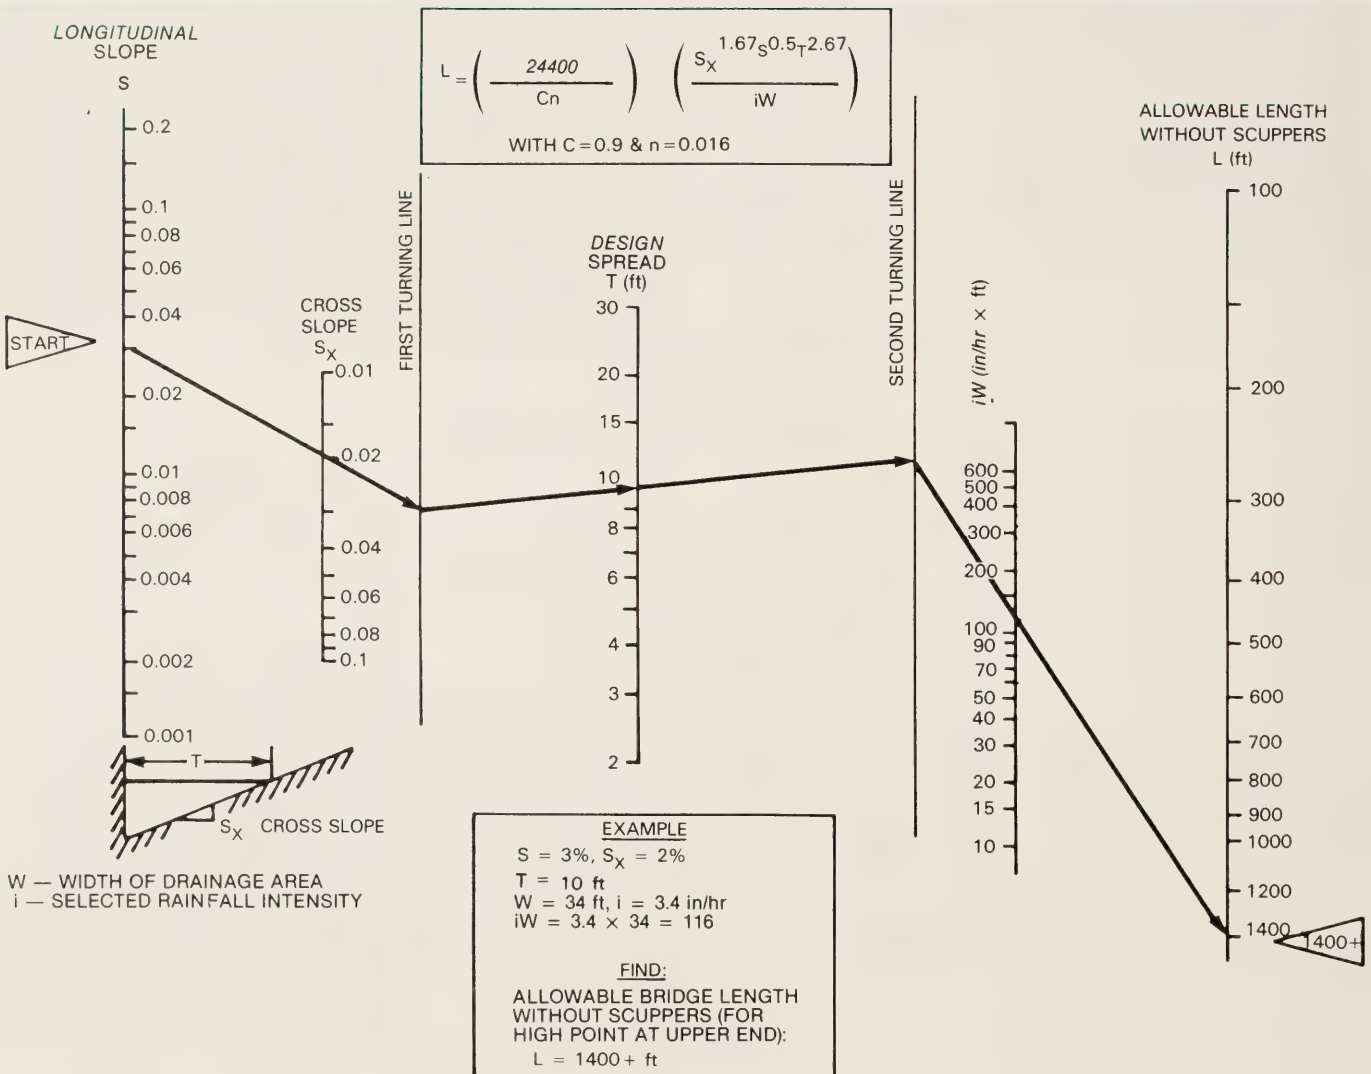 LONGITUDINAL
SLOPE
S
0.2
0.1
0.08
0.06
0.04
0.02
0.01
0.008
0.006
0.004
0.002
0.001
START
CROSS
SLOPE
SX
0.01
0.02
0.04
0.06
0.08
0.1
FIRST TURNING LINE
L = ( 24400 / Cn ) ( SX 1.67 S 0.5 T 2.67 / iW )
WITH C = 0.9 & n = 0.016
DESIGN
SPREAD
T (ft)
30
20
15
10
8
6
4
3
2
SECOND TURNING LINE
iW (in/hr × ft)
600
500
400
300
200
100
90
70
50
40
30
20
15
10
ALLOWABLE LENGTH
WITHOUT SCUPPERS
L (ft)
100
200
300
400
500
600
700
800
900
1000
1200
1400
1400+
T
SX CROSS SLOPE
W — WIDTH OF DRAINAGE AREA
i — SELECTED RAINFALL INTENSITY
EXAMPLE
S = 3%, SX = 2%
T = 10 ft
W = 34 ft, i = 3.4 in/hr
iW = 3.4 × 34 = 116
FIND:
ALLOWABLE BRIDGE LENGTH
WITHOUT SCUPPERS (FOR
HIGH POINT AT UPPER END):
L = 1400+ ft